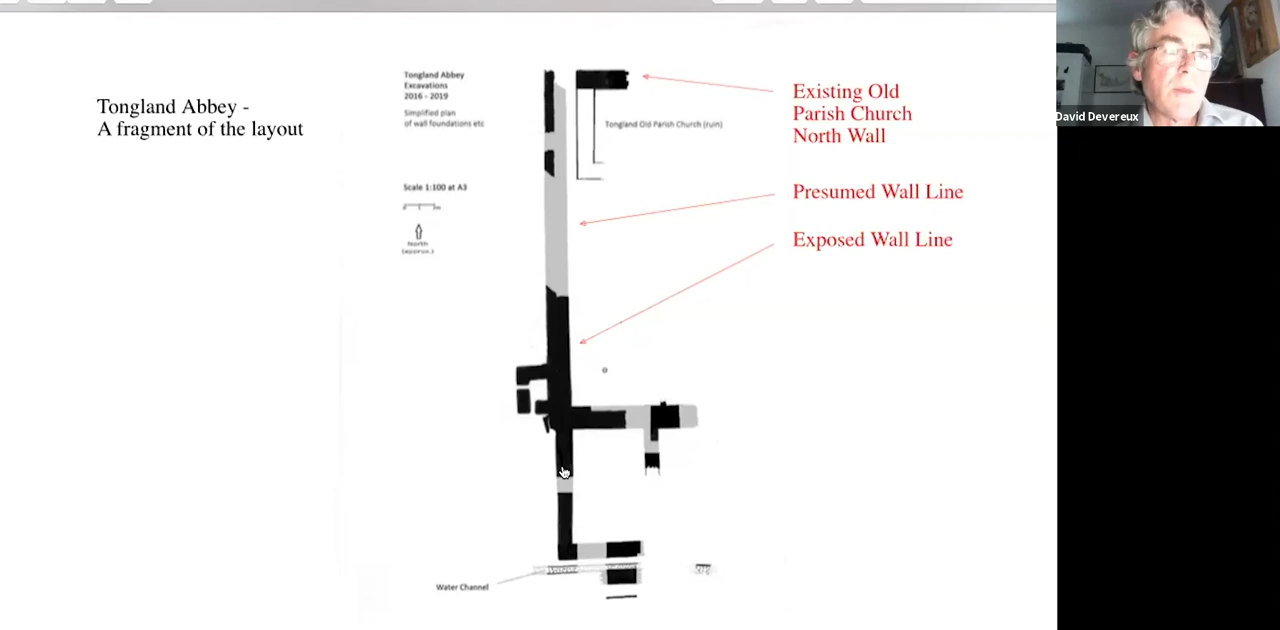 Tongland Abbey -
A fragment of the layout
Tongland Abbey
Excavations
2016 - 2019
Simplified plan
of wall foundations etc
Scale 1:100 at A3
North
(approx.)
Tongland Old Parish Church (ruin)
Water Channel
Existing Old
Parish Church
North Wall
Presumed Wall Line
Exposed Wall Line
David Devereux